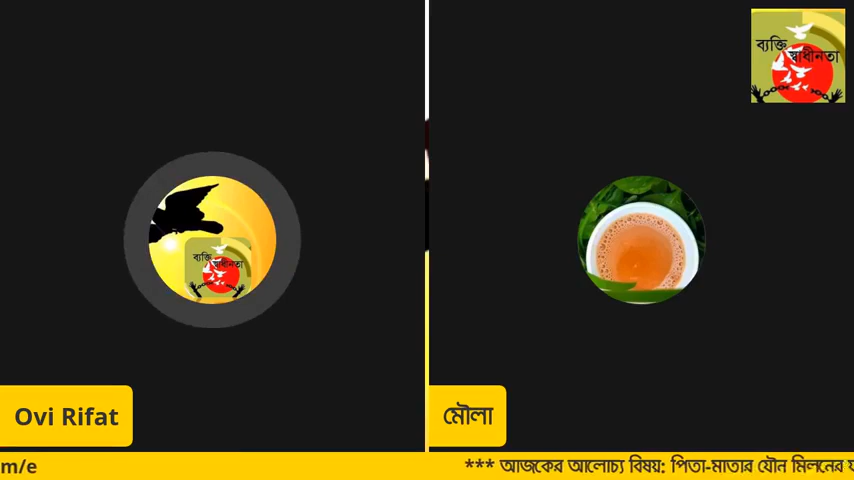 ব্যক্তি
স্বাধীনতা
ব্যক্তি
স্বাধীনতা
Ovi Rifat
মৌলা
m/e
*** আজকের আলোচ্য বিষয়: পিতা-মাতার যৌন মিলনের